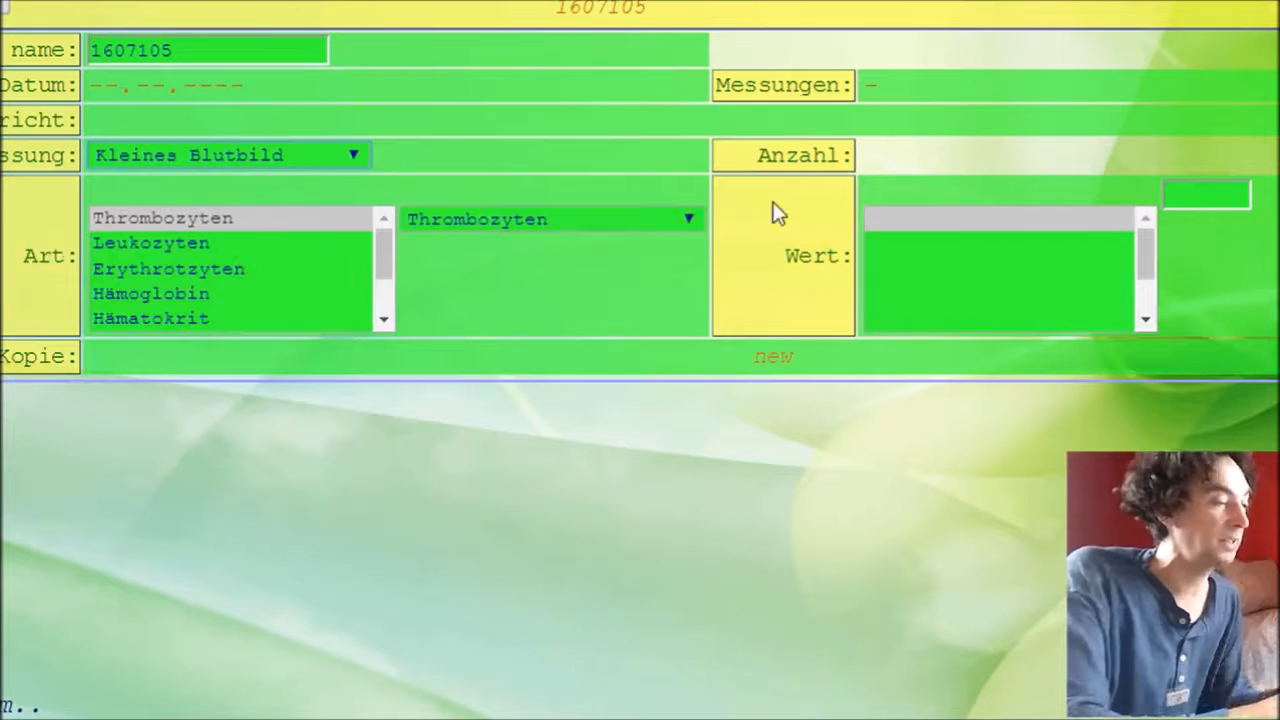 1607105
name: 1607105
Datum: --.--.---- Messungen: -
richt:
ssung: Kleines Blutbild Anzahl:
Thrombozyten Thrombozyten
Leukozyten
Art: Wert:
Erythrotzyten
Hämoglobin
Hämatokrit
Kopie: new
m..